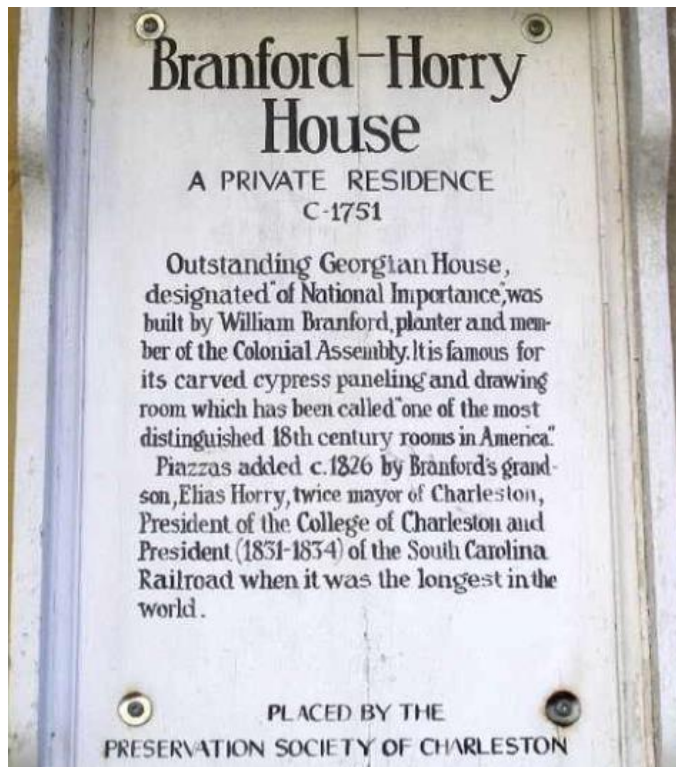 Branford-Horry
House
A PRIVATE RESIDENCE
C-1751
Outstanding Georgian House,
designated "of National Importance", was
built by William Branford, planter and mem-
ber of the Colonial Assembly. It is famous for
its carved cypress paneling and drawing
room which has been called "one of the most
distinguished 18th century rooms in America."
Piazzas added c.1826 by Branford's grand-
son, Elias Horry, twice mayor of Charleston,
President of the College of Charleston and
President (1831-1834) of the South Carolina
Railroad when it was the longest in the
world.
PLACED BY THE
PRESERVATION SOCIETY OF CHARLESTON